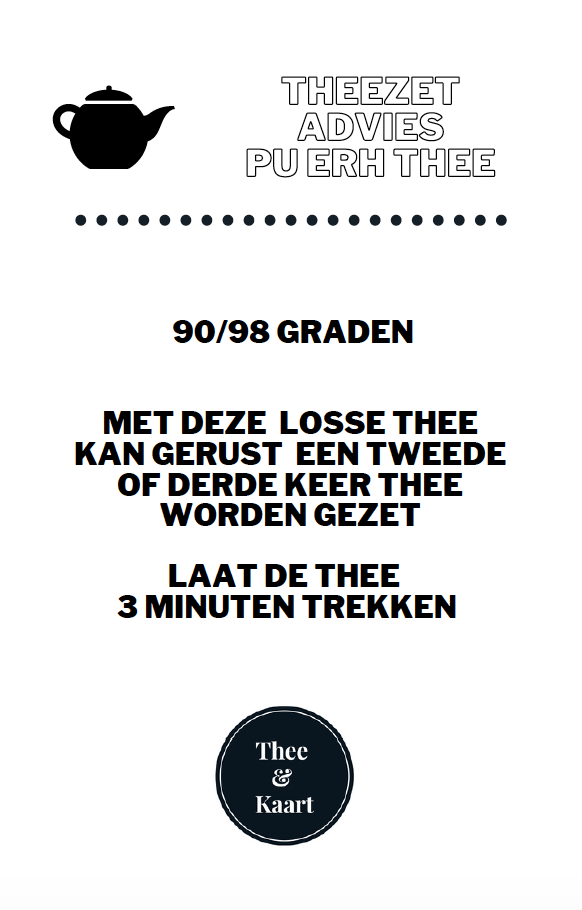 THEEZET
ADVIES
PU ERH THEE
90/98 GRADEN
MET DEZE LOSSE THEE
KAN GERUST EEN TWEEDE
OF DERDE KEER THEE
WORDEN GEZET
LAAT DE THEE
3 MINUTEN TREKKEN
Thee
&
Kaart